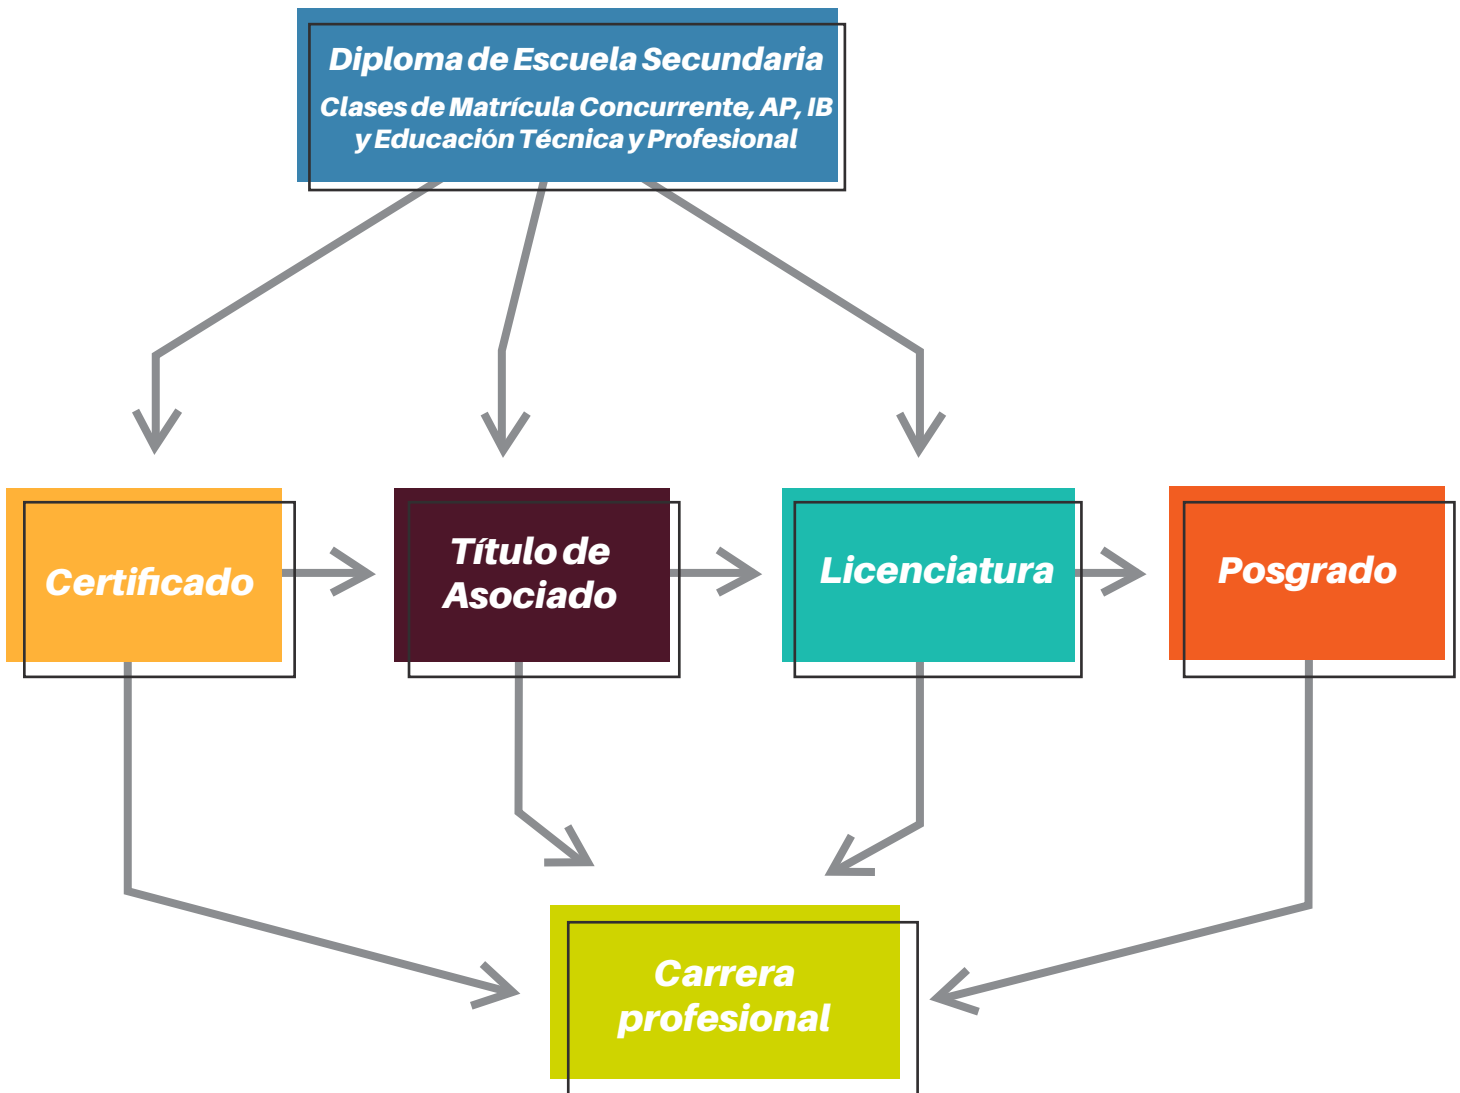 Diploma de Escuela Secundaria
Clases de Matrícula Concurrente, AP, IB
y Educación Técnica y Profesional
Certificado
Título de
Asociado
Licenciatura
Posgrado
Carrera
profesional